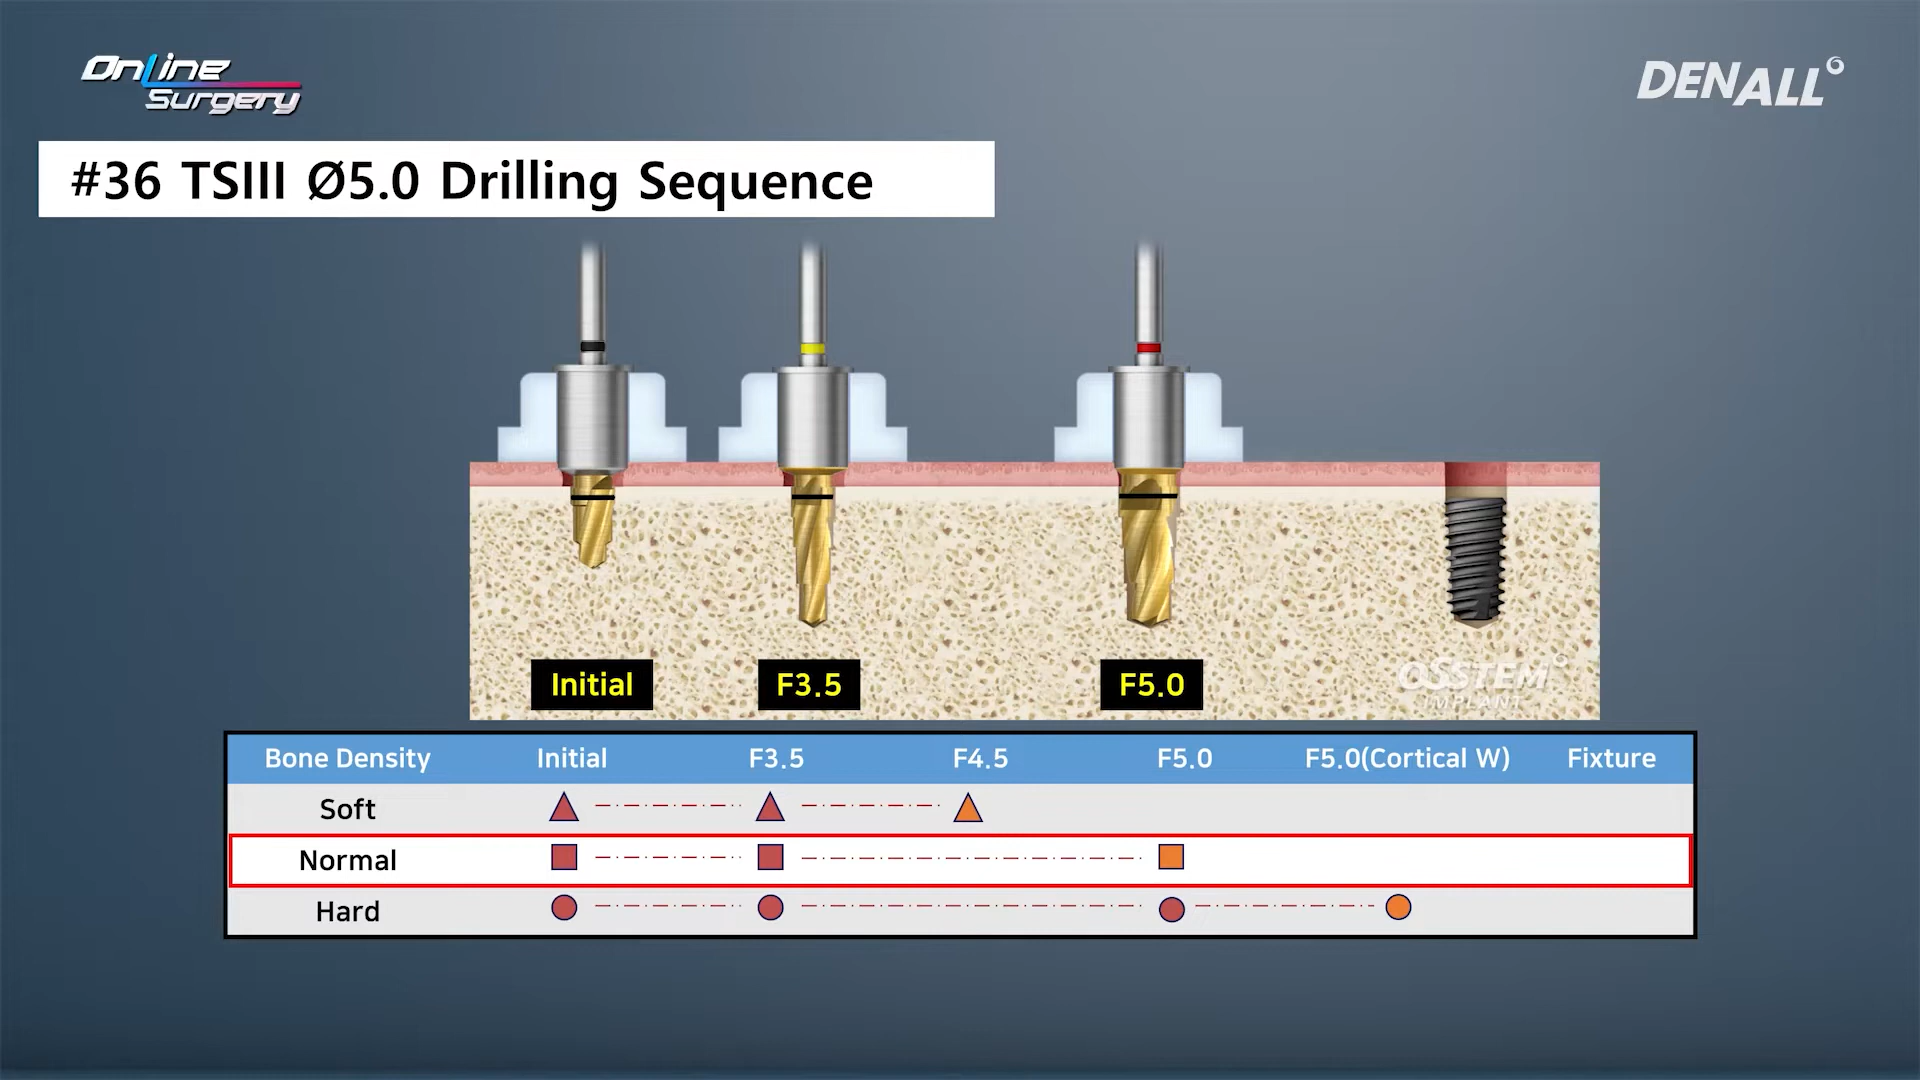 OnLine
Surgery
DENALL
#36 TSIII Ø5.0 Drilling Sequence
Initial
F3.5
F5.0
OSSTEM
IMPLANT
Bone Density Initial F3.5 F4.5 F5.0 F5.0(Cortical W) Fixture
Soft
Normal
Hard